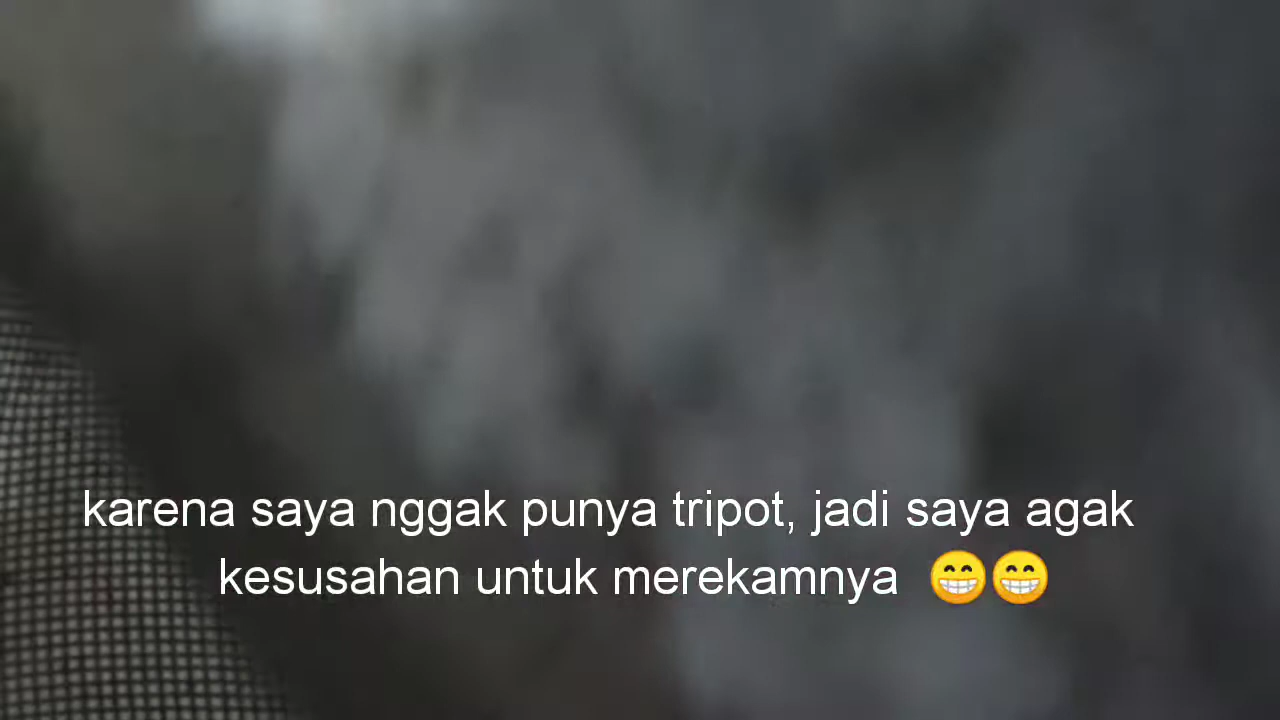 karena saya nggak punya tripot, jadi saya agak
kesusahan untuk merekamnya 😁😁